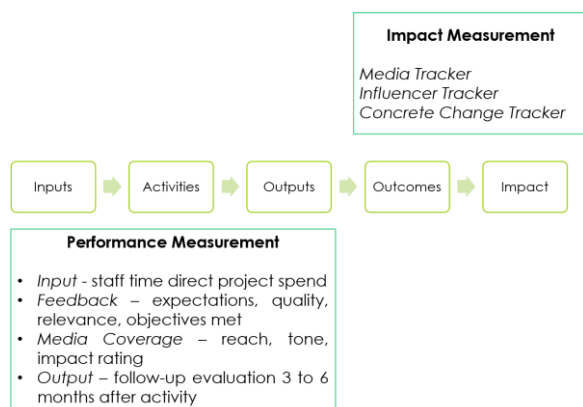 Impact Measurement
Media Tracker
Influencer Tracker
Concrete Change Tracker
Inputs
Activities
Outputs
Outcomes
Impact
Performance Measurement
• Input - staff time direct project spend
• Feedback – expectations, quality,
relevance, objectives met
• Media Coverage – reach, tone,
impact rating
• Output – follow-up evaluation 3 to 6
months after activity